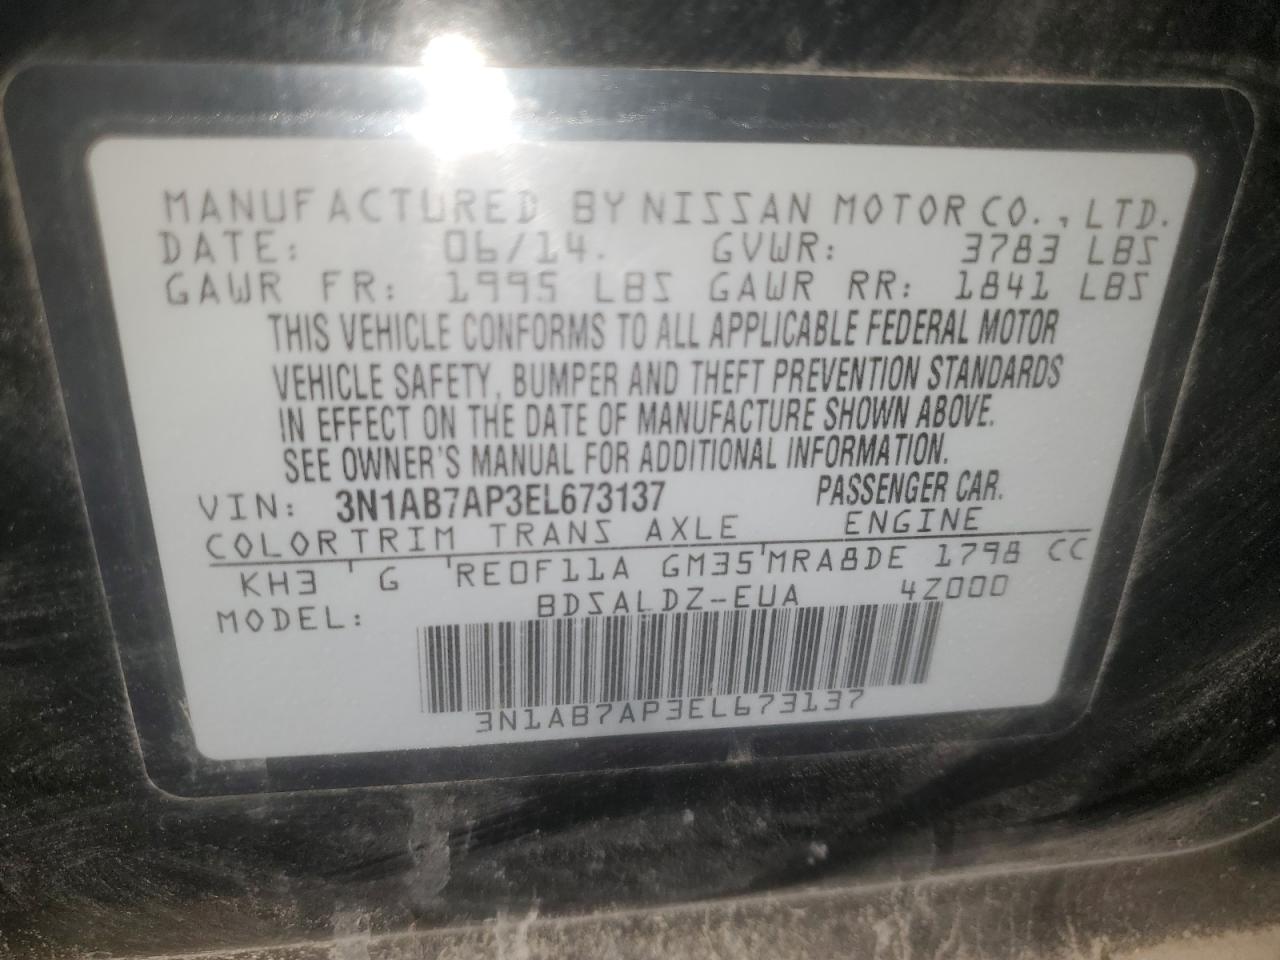 MANUFACTURED BY NISSAN MOTOR CO., LTD.
DATE: 06/14. GVWR: 3783 LBS
GAWR FR: 1995 LBS GAWR RR: 1841 LBS
THIS VEHICLE CONFORMS TO ALL APPLICABLE FEDERAL MOTOR
VEHICLE SAFETY, BUMPER AND THEFT PREVENTION STANDARDS
IN EFFECT ON THE DATE OF MANUFACTURE SHOWN ABOVE.
SEE OWNER'S MANUAL FOR ADDITIONAL INFORMATION.
VIN: 3N1AB7AP3EL673137 PASSENGER CAR.
COLOR TRIM TRANS AXLE ENGINE
KH3 ' G ' RE0F11A GM35 ' MRA8DE 1798 CC
MODEL: BDSALDZ-EUA 4Z000
3N1AB7AP3EL673137